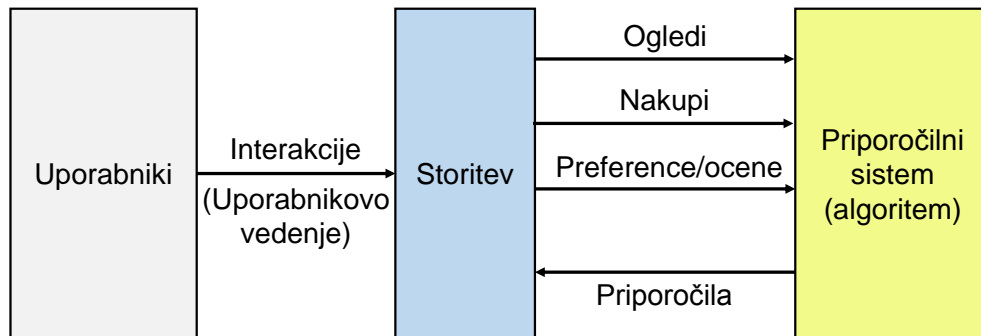 Uporabniki
Interakcije
(Uporabnikovo
vedenje)
Storitev
Ogledi
Nakupi
Preference/ocene
Priporočila
Priporočilni
sistem
(algoritem)